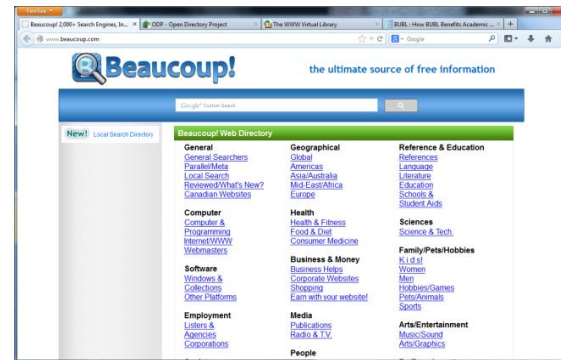 Firefox
Beaucoup! 2,000+ Search Engines, In...
ODP - Open Directory Project
The WWW Virtual Library
BUBL : How BUBL Benefits Academic ...
www.beaucoup.com
Google
Beaucoup!
the ultimate source of free information
Google™ Custom Search
New! Local Search Directory
Beaucoup! Web Directory
General
General Searchers
Parallel/Meta
Local Search
Reviewed/What's New?
Canadian Websites
Computer
Computer &
Programming
Internet/WWW
Webmasters
Software
Windows &
Collections
Other Platforms
Employment
Listers &
Agencies
Corporations
Geographical
Global
Americas
Asia/Australia
Mid-East/Africa
Europe
Health
Health & Fitness
Food & Diet
Consumer Medicine
Business & Money
Business Helps
Corporate Websites
Shopping
Earn with your website!
Media
Publications
Radio & T.V.
People
Reference & Education
References
Language
Literature
Education
Schools &
Student Aids
Sciences
Science & Tech.
Family/Pets/Hobbies
K i d s!
Women
Men
Hobbies/Games
Pets/Animals
Sports
Arts/Entertainment
Music/Sound
Arts/Graphics